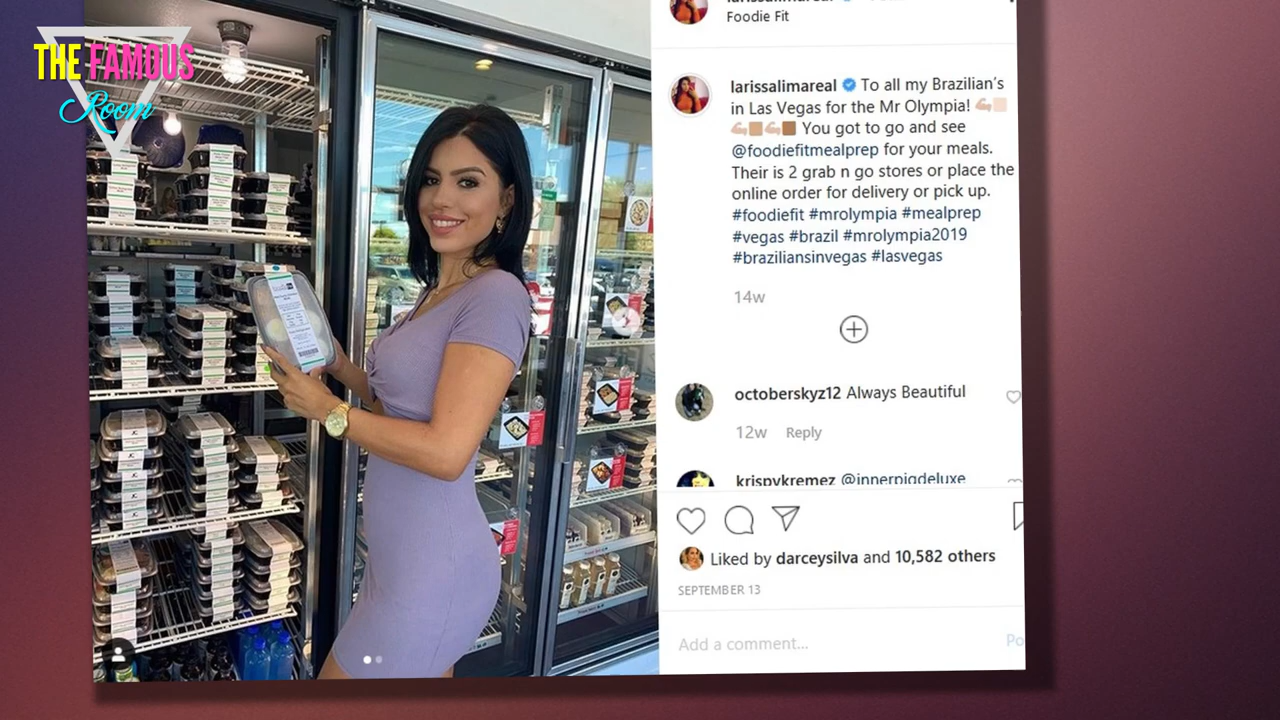 THE FAMOUS
Room
larissalimareal
Foodie Fit
larissalimareal To all my Brazilian's
in Las Vegas for the Mr Olympia!
You got to go and see
@foodiefitmealprep for your meals.
Their is 2 grab n go stores or place the
online order for delivery or pick up.
#foodiefit #mrolympia #mealprep
#vegas #brazil #mrolympia2019
#braziliansinvegas #lasvegas
14w
octoberskyz12 Always Beautiful
12w Reply
krispykremez @innerpigdeluxe
Liked by darceysilva and 10,582 others
SEPTEMBER 13
Add a comment...